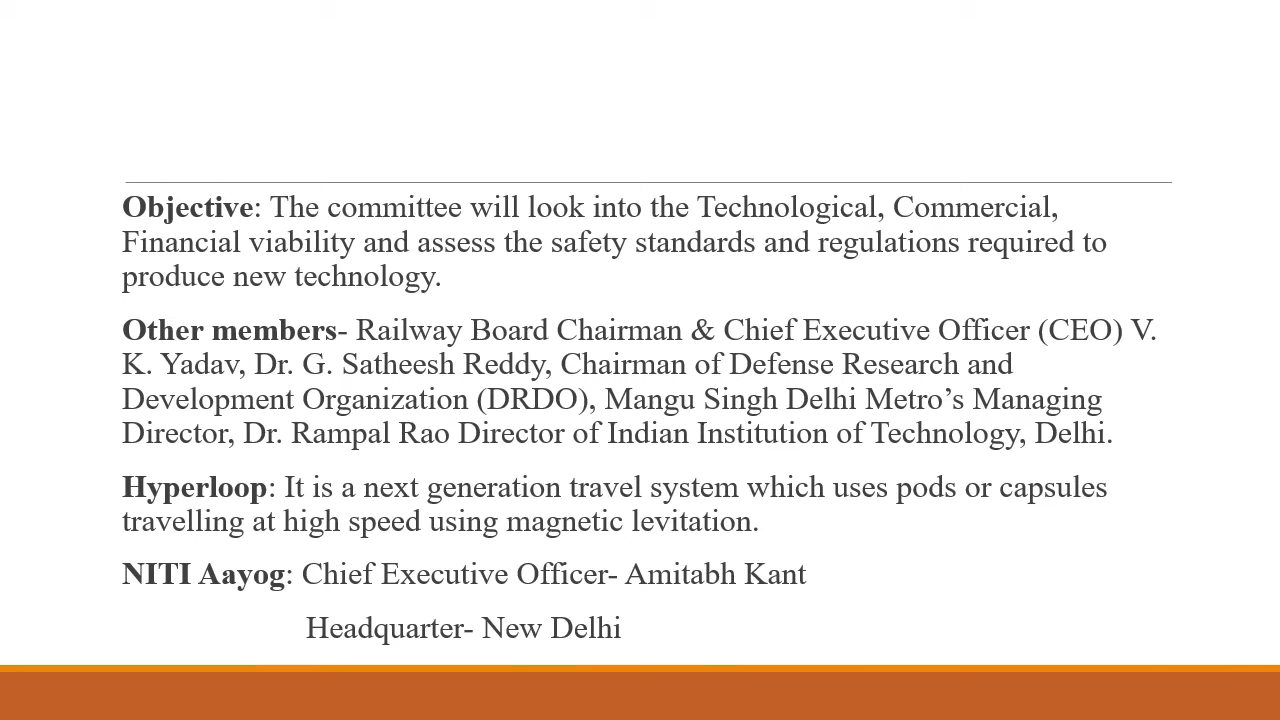 Objective: The committee will look into the Technological, Commercial,
Financial viability and assess the safety standards and regulations required to
produce new technology.
Other members- Railway Board Chairman & Chief Executive Officer (CEO) V.
K. Yadav, Dr. G. Satheesh Reddy, Chairman of Defense Research and
Development Organization (DRDO), Mangu Singh Delhi Metro’s Managing
Director, Dr. Rampal Rao Director of Indian Institution of Technology, Delhi.
Hyperloop: It is a next generation travel system which uses pods or capsules
travelling at high speed using magnetic levitation.
NITI Aayog: Chief Executive Officer- Amitabh Kant
Headquarter- New Delhi